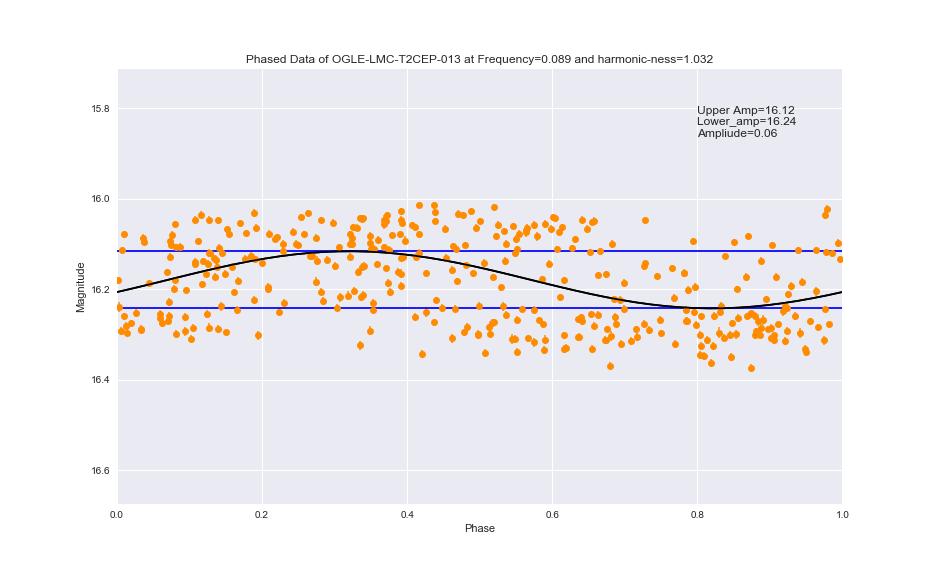 Phased Data of OGLE-LMC-T2CEP-013 at Frequency=0.089 and harmonic-ness=1.032
15.8
Upper Amp=16.12
Lower_amp=16.24
Ampliude=0.06
16.0
Magnitude
16.2
16.4
16.6
0.0 0.2 0.4 0.6 0.8 1.0
Phase